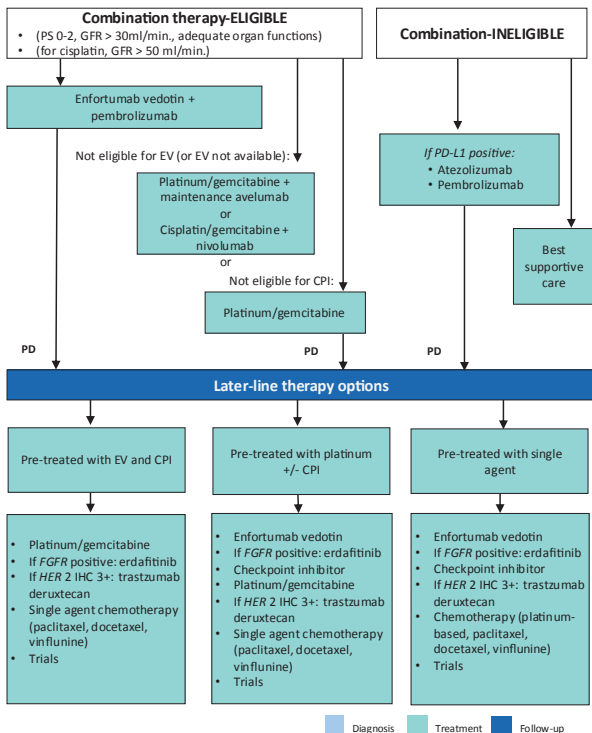 Combination therapy-ELIGIBLE
• (PS 0-2, GFR > 30ml/min., adequate organ functions)
• (for cisplatin, GFR > 50 ml/min.)
Combination-INELIGIBLE
Enfortumab vedotin +
pembrolizumab
Not eligible for EV (or EV not available):
Platinum/gemcitabine +
maintenance avelumab
or
Cisplatin/gemcitabine +
nivolumab
or
Not eligible for CPI:
Platinum/gemcitabine
If PD-L1 positive:
• Atezolizumab
• Pembrolizumab
Best
supportive
care
PD
PD
PD
Later-line therapy options
Pre-treated with EV and CPI
Pre-treated with platinum
+/- CPI
Pre-treated with single
agent
• Platinum/gemcitabine
• If FGFR positive: erdafitinib
• If HER 2 IHC 3+: trastzumab
deruxtecan
• Single agent chemotherapy
(paclitaxel, docetaxel,
vinflunine)
• Trials
• Enfortumab vedotin
• If FGFR positive: erdafitinib
• Checkpoint inhibitor
• Platinum/gemcitabine
• If HER 2 IHC 3+: trastzumab
deruxtecan
• Single agent chemotherapy
(paclitaxel, docetaxel,
vinflunine)
• Trials
• Enfortumab vedotin
• If FGFR positive: erdafitinib
• Checkpoint inhibitor
• If HER 2 IHC 3+: trastzumab
deruxtecan
• Chemotherapy (platinum-
based, paclitaxel,
docetaxel, vinflunine)
• Trials
Diagnosis
Treatment
Follow-up